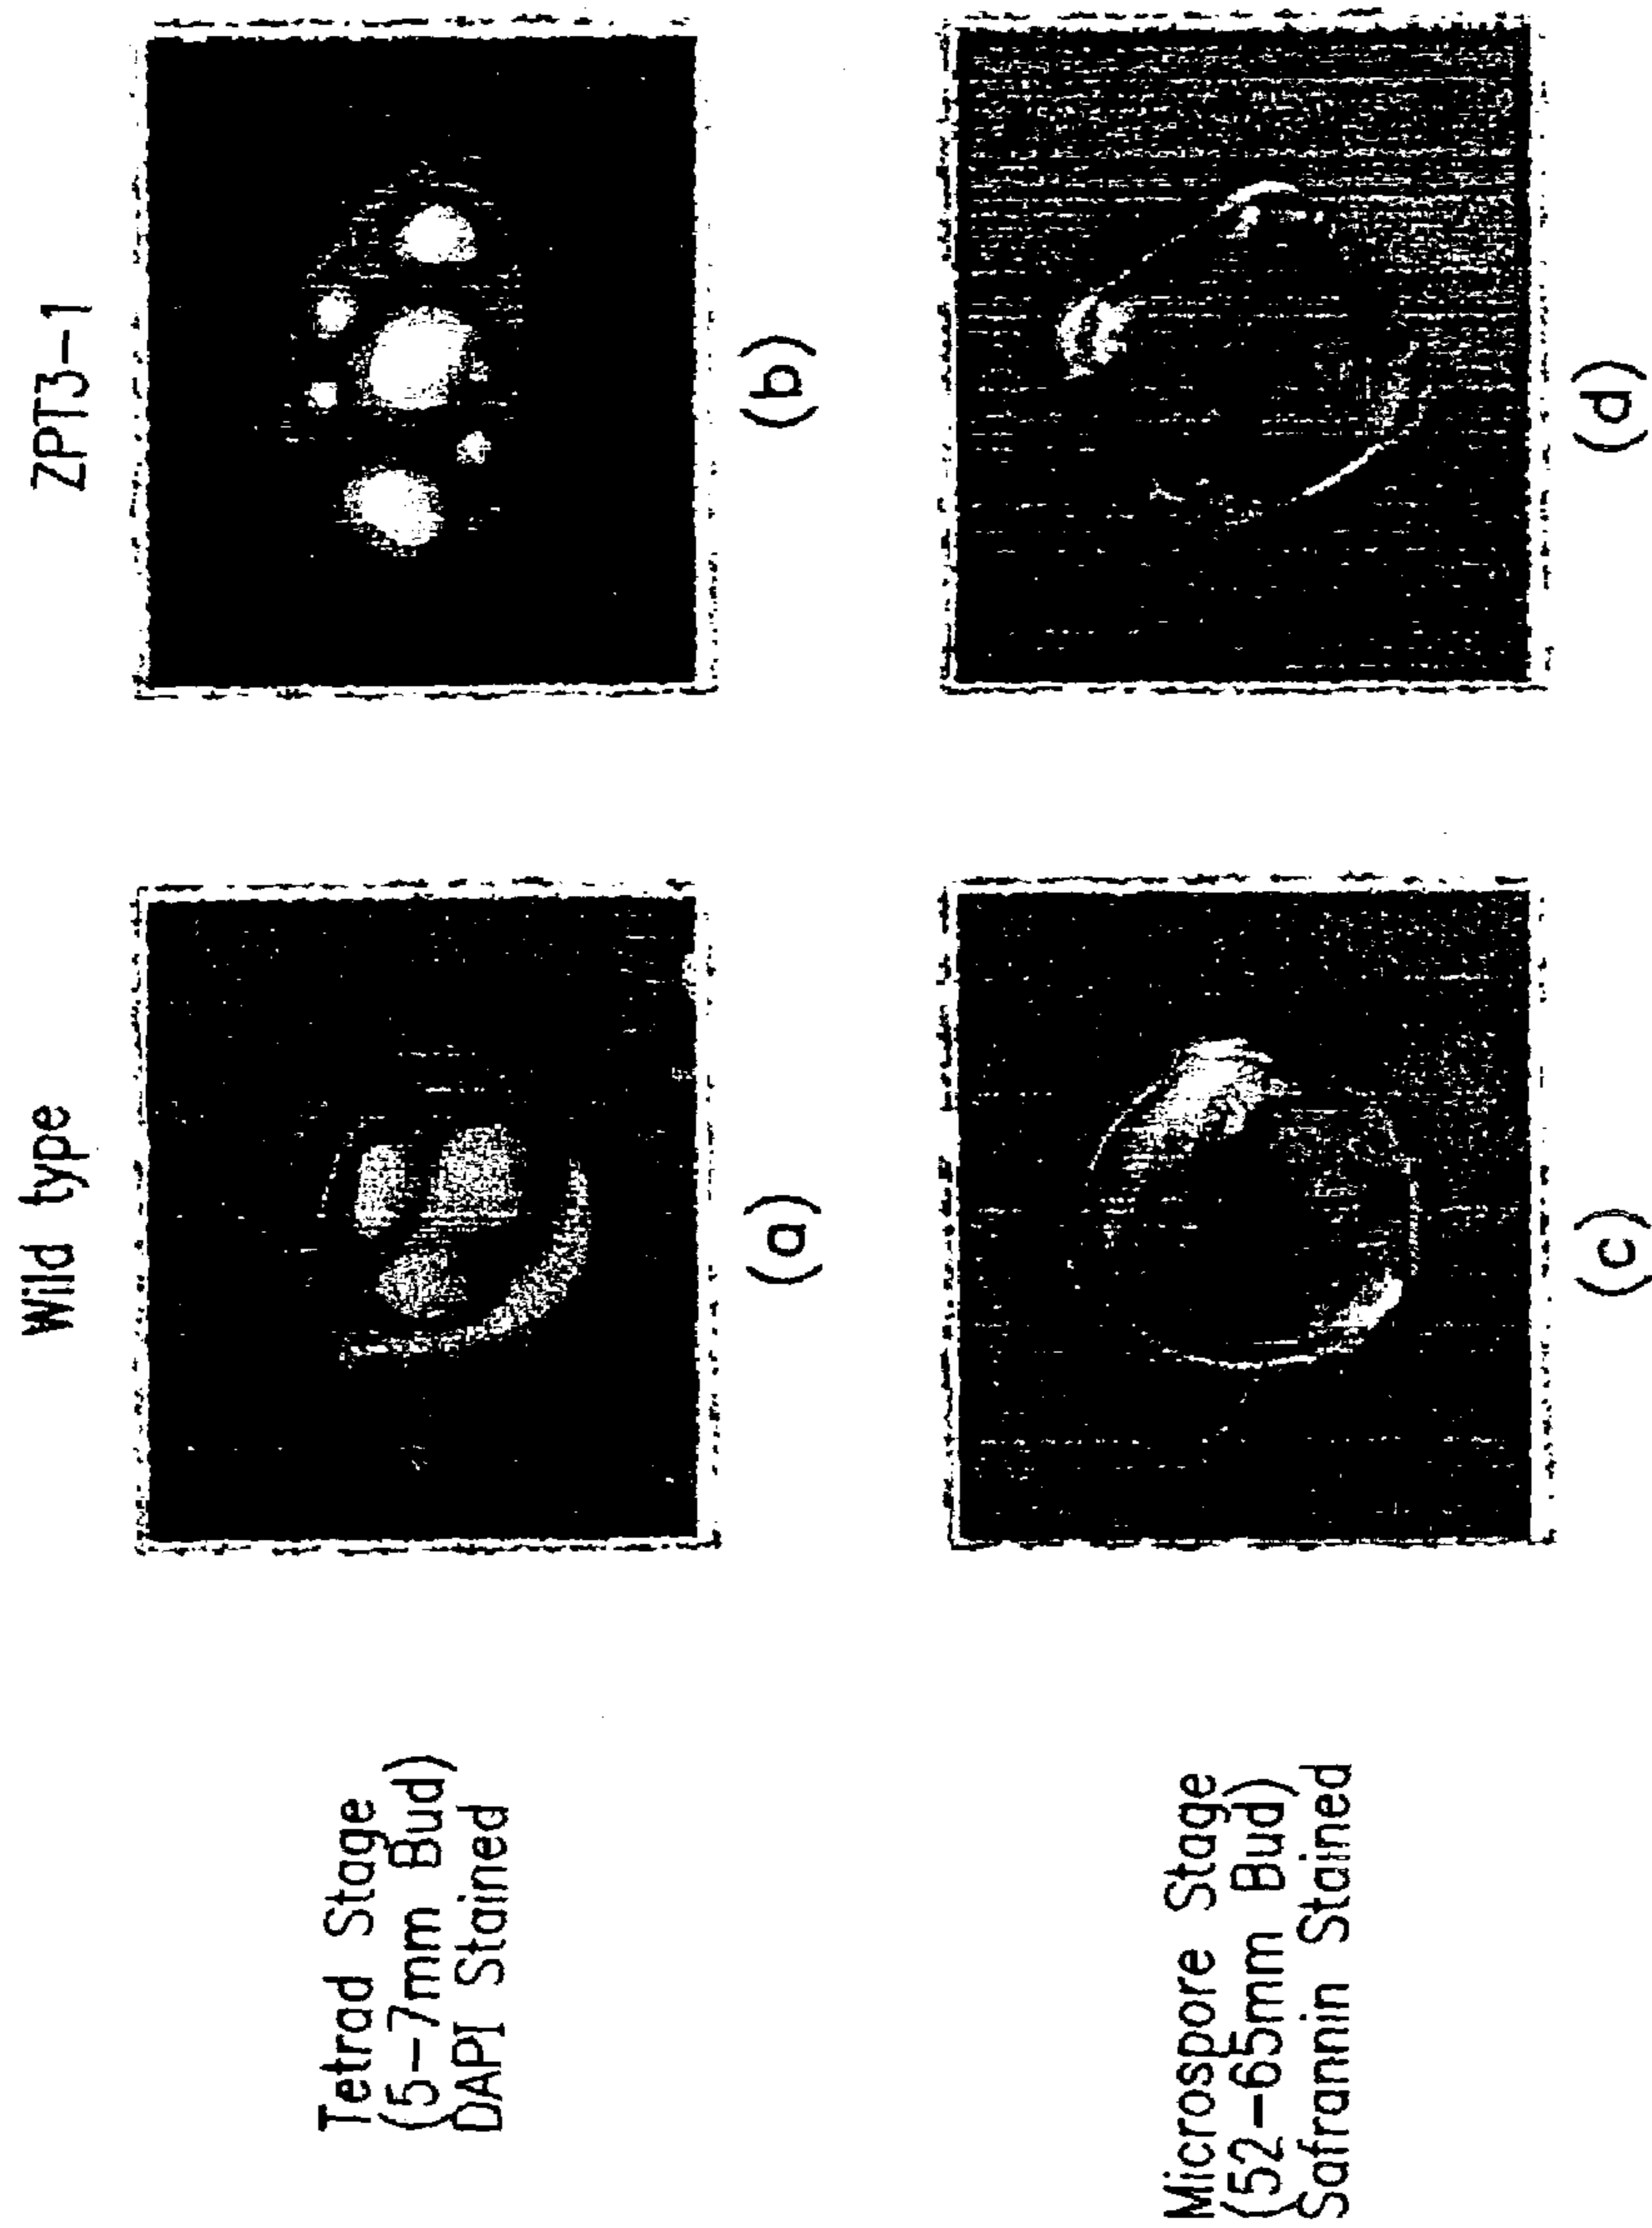 Wild type
ZPT3-1
Tetrad Stage
(5-7mm Bud)
DAPI Stained
(a)
(b)
Microspore Stage
(52-65mm Bud)
Safrannin Stained
(c)
(d)